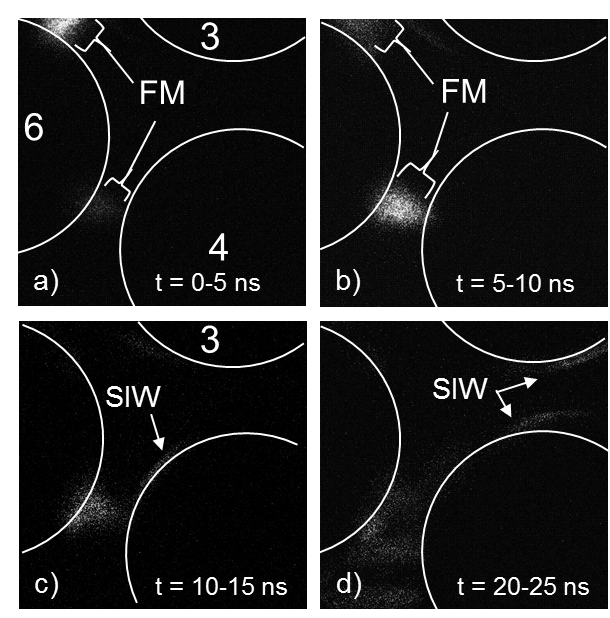 3
FM
6
4
a)
t = 0-5 ns
FM
b)
t = 5-10 ns
3
SIW
c)
t = 10-15 ns
SIW
d)
t = 20-25 ns